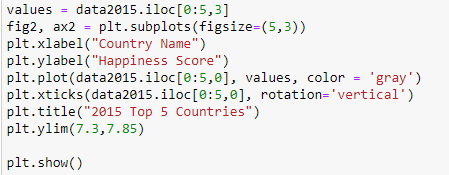 values = data2015.iloc[0:5,3]
fig2, ax2 = plt.subplots(figsize=(5,3))
plt.xlabel("Country Name")
plt.ylabel("Happiness Score")
plt.plot(data2015.iloc[0:5,0], values, color = 'gray')
plt.xticks(data2015.iloc[0:5,0], rotation='vertical')
plt.title("2015 Top 5 Countries")
plt.ylim(7.3,7.85)
plt.show()